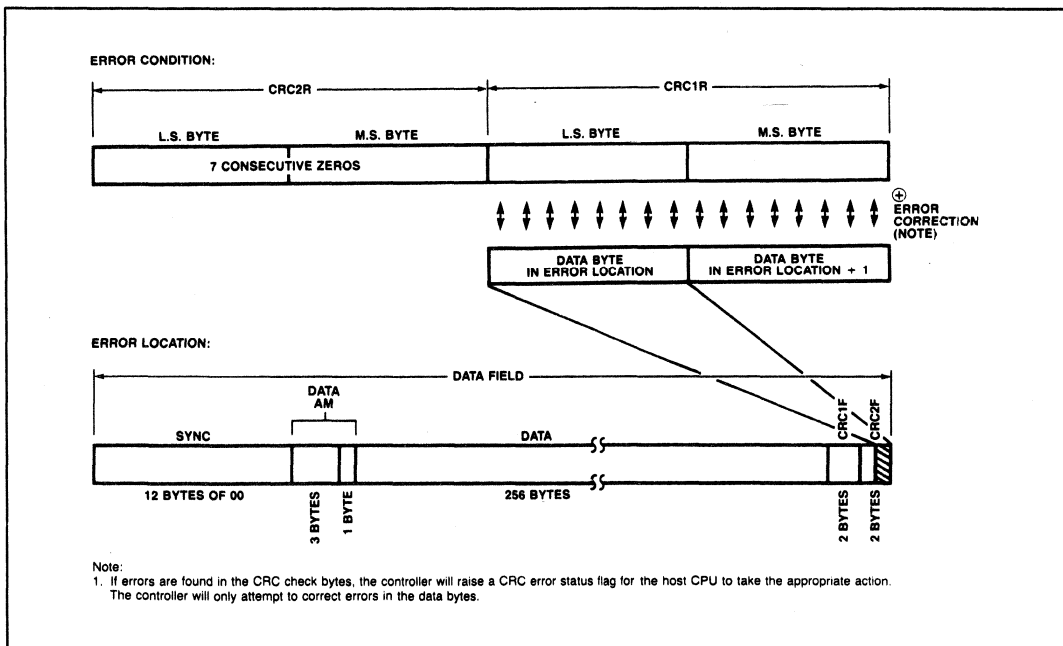 ERROR CONDITION:
CRC2R
CRC1R
L.S. BYTE
M.S. BYTE
L.S. BYTE
M.S. BYTE
7 CONSECUTIVE ZEROS
⊕
ERROR
CORRECTION
(NOTE)
DATA BYTE
IN ERROR LOCATION
DATA BYTE
IN ERROR LOCATION + 1
ERROR LOCATION:
DATA FIELD
DATA
AM
SYNC
DATA
CRC1F
CRC2F
12 BYTES OF 00
3 BYTES
1 BYTE
256 BYTES
2 BYTES
2 BYTES
Note:
1. If errors are found in the CRC check bytes, the controller will raise a CRC error status flag for the host CPU to take the appropriate action.
The controller will only attempt to correct errors in the data bytes.